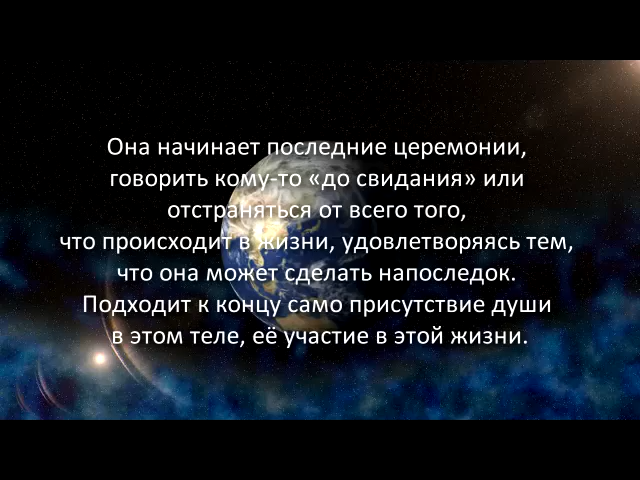 Она начинает последние церемонии,
говорить кому-то «до свидания» или
отстраняться от всего того,
что происходит в жизни, удовлетворяясь тем,
что она может сделать напоследок.
Подходит к концу само присутствие души
в этом теле, её участие в этой жизни.